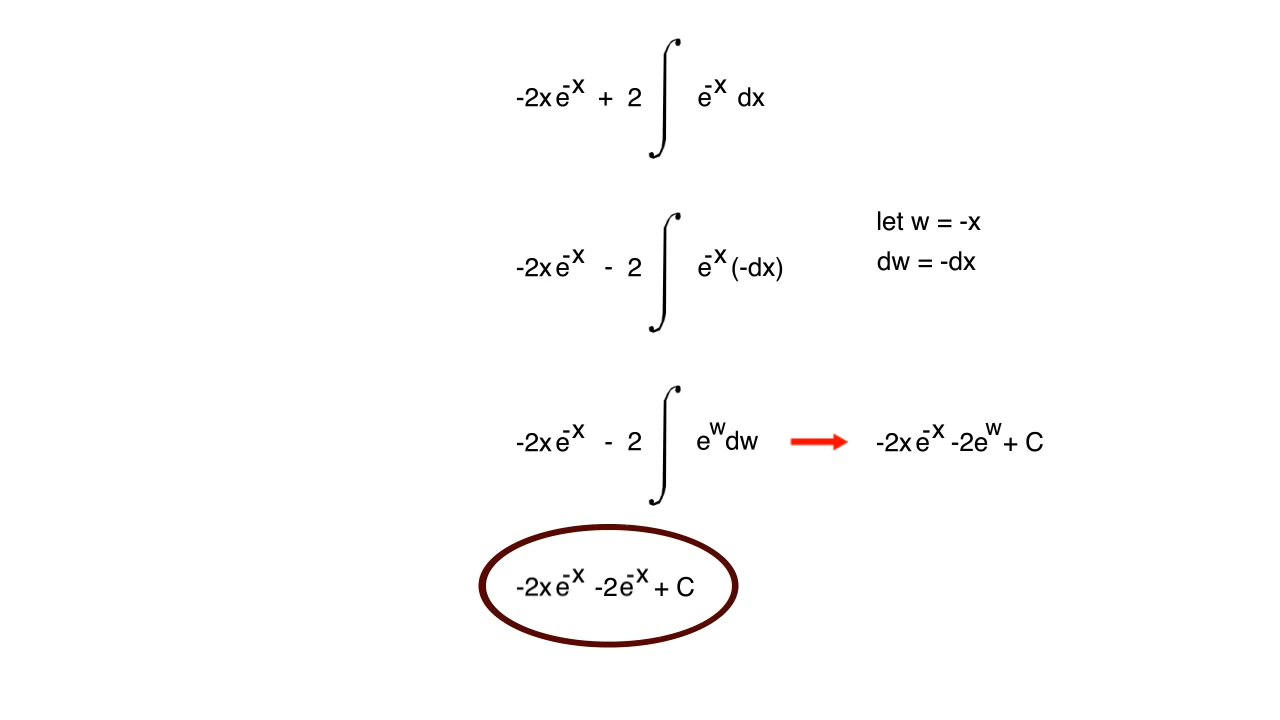 -2xe^-x + 2 ∫ e^-x dx
let w = -x
-2xe^-x - 2 ∫ e^-x (-dx)
dw = -dx
-2xe^-x - 2 ∫ e^w dw → -2xe^-x -2e^w + C
-2xe^-x -2e^-x + C